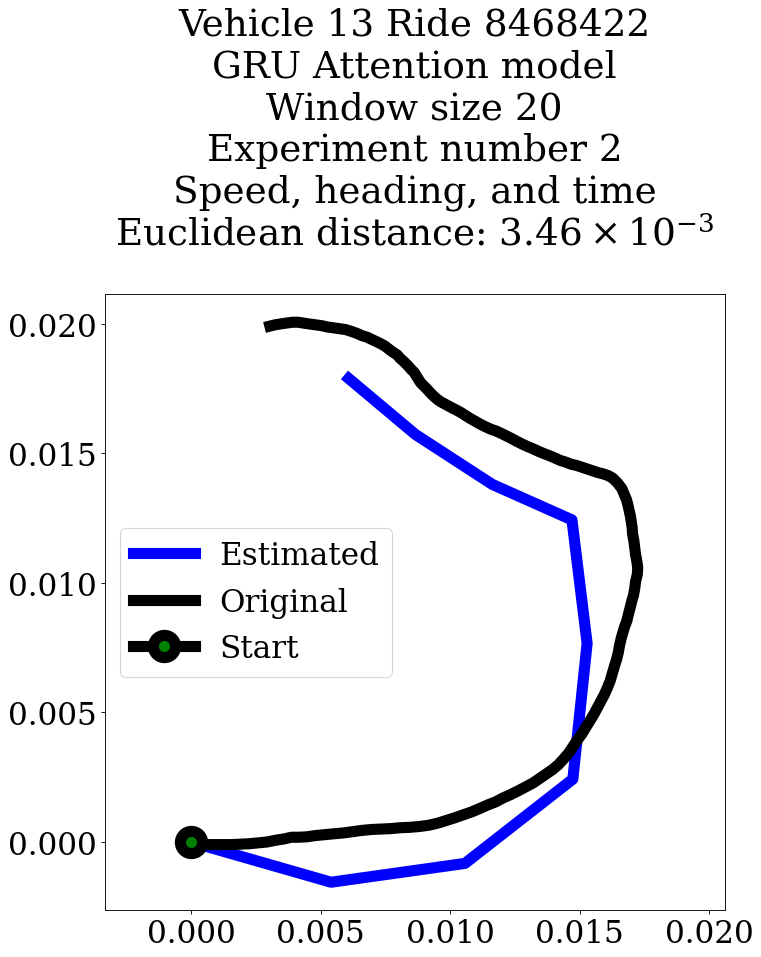 Vehicle 13 Ride 8468422
GRU Attention model
Window size 20
Experiment number 2
Speed, heading, and time
Euclidean distance: 3.46 × 10⁻³
0.020
0.015
0.010
0.005
0.000
Estimated
Original
Start
0.000 0.005 0.010 0.015 0.020